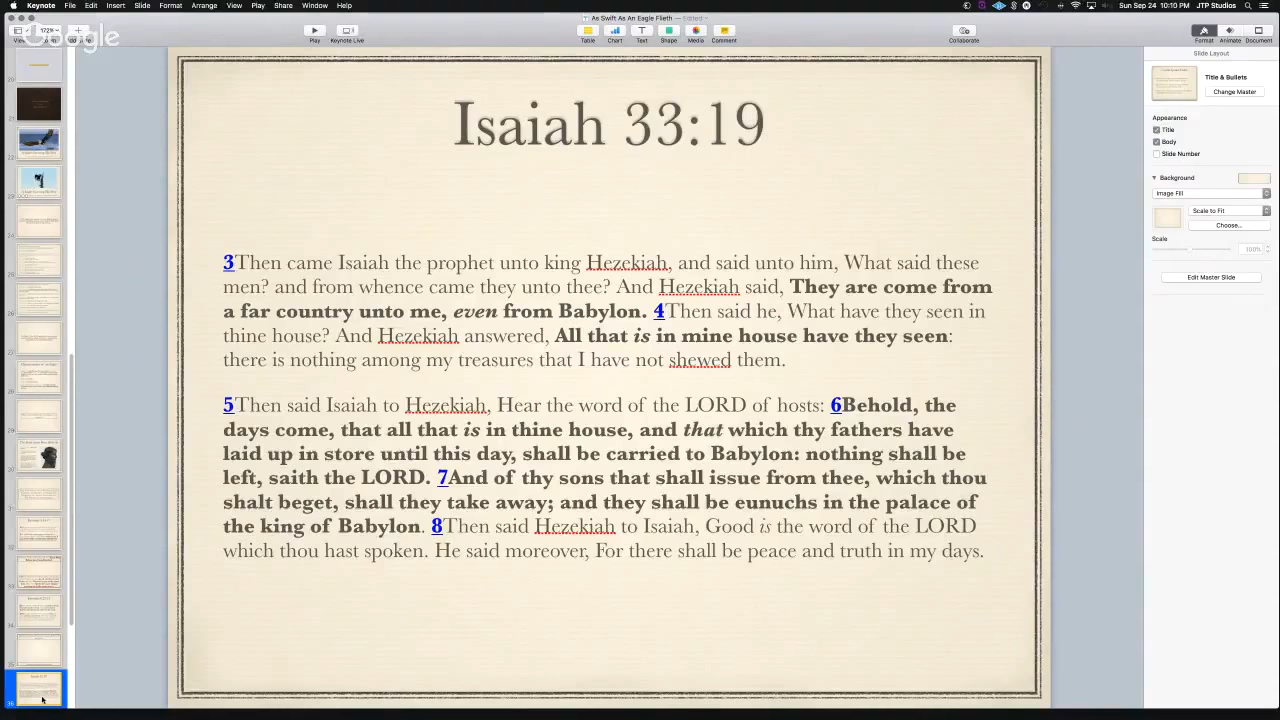 Keynote File Edit Insert Slide Format Arrange View Play Share Window Help Sun Sep 24 10:10 PM JTP Studios
As Swift As An Eagle Flieth — Edited
Google
172%
View Zoom Play Keynote Live Table Chart Text Shape Media Comment Collaborate Format Animate Document
Slide Layout
Title & Bullets
Change Master
Appearance
Title
Body
Slide Number
Background
Image Fill
Scale to Fit
Choose...
Scale
100%
Edit Master Slide
Isaiah 33:19
3Then came Isaiah the prophet unto king Hezekiah, and said unto him, What said these
men? and from whence came they unto thee? And Hezekiah said, They are come from
a far country unto me, even from Babylon. 4Then said he, What have they seen in
thine house? And Hezekiah answered, All that is in mine house have they seen:
there is nothing among my treasures that I have not shewed them.
5Then said Isaiah to Hezekiah, Hear the word of the LORD of hosts: 6Behold, the
days come, that all that is in thine house, and that which thy fathers have
laid up in store until this day, shall be carried to Babylon: nothing shall be
left, saith the LORD. 7And of thy sons that shall issue from thee, which thou
shalt beget, shall they take away; and they shall be eunuchs in the palace of
the king of Babylon. 8Then said Hezekiah to Isaiah, Good is the word of the LORD
which thou hast spoken. He said moreover, For there shall be peace and truth in my days.